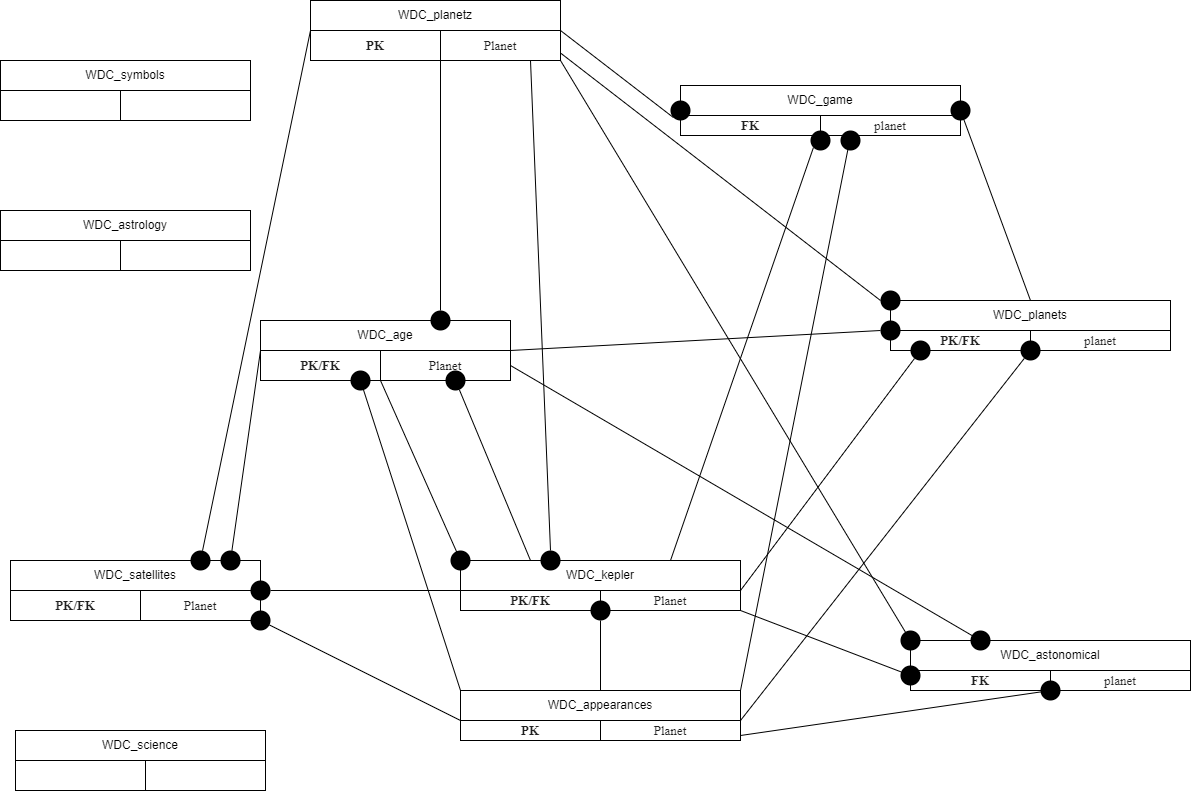 WDC_planetz
PK Planet
WDC_symbols
WDC_game
FK planet
WDC_astrology
WDC_planets
PK/FK planet
WDC_age
PK/FK Planet
WDC_satellites
PK/FK Planet
WDC_kepler
PK/FK Planet
WDC_astonomical
FK planet
WDC_appearances
PK Planet
WDC_science